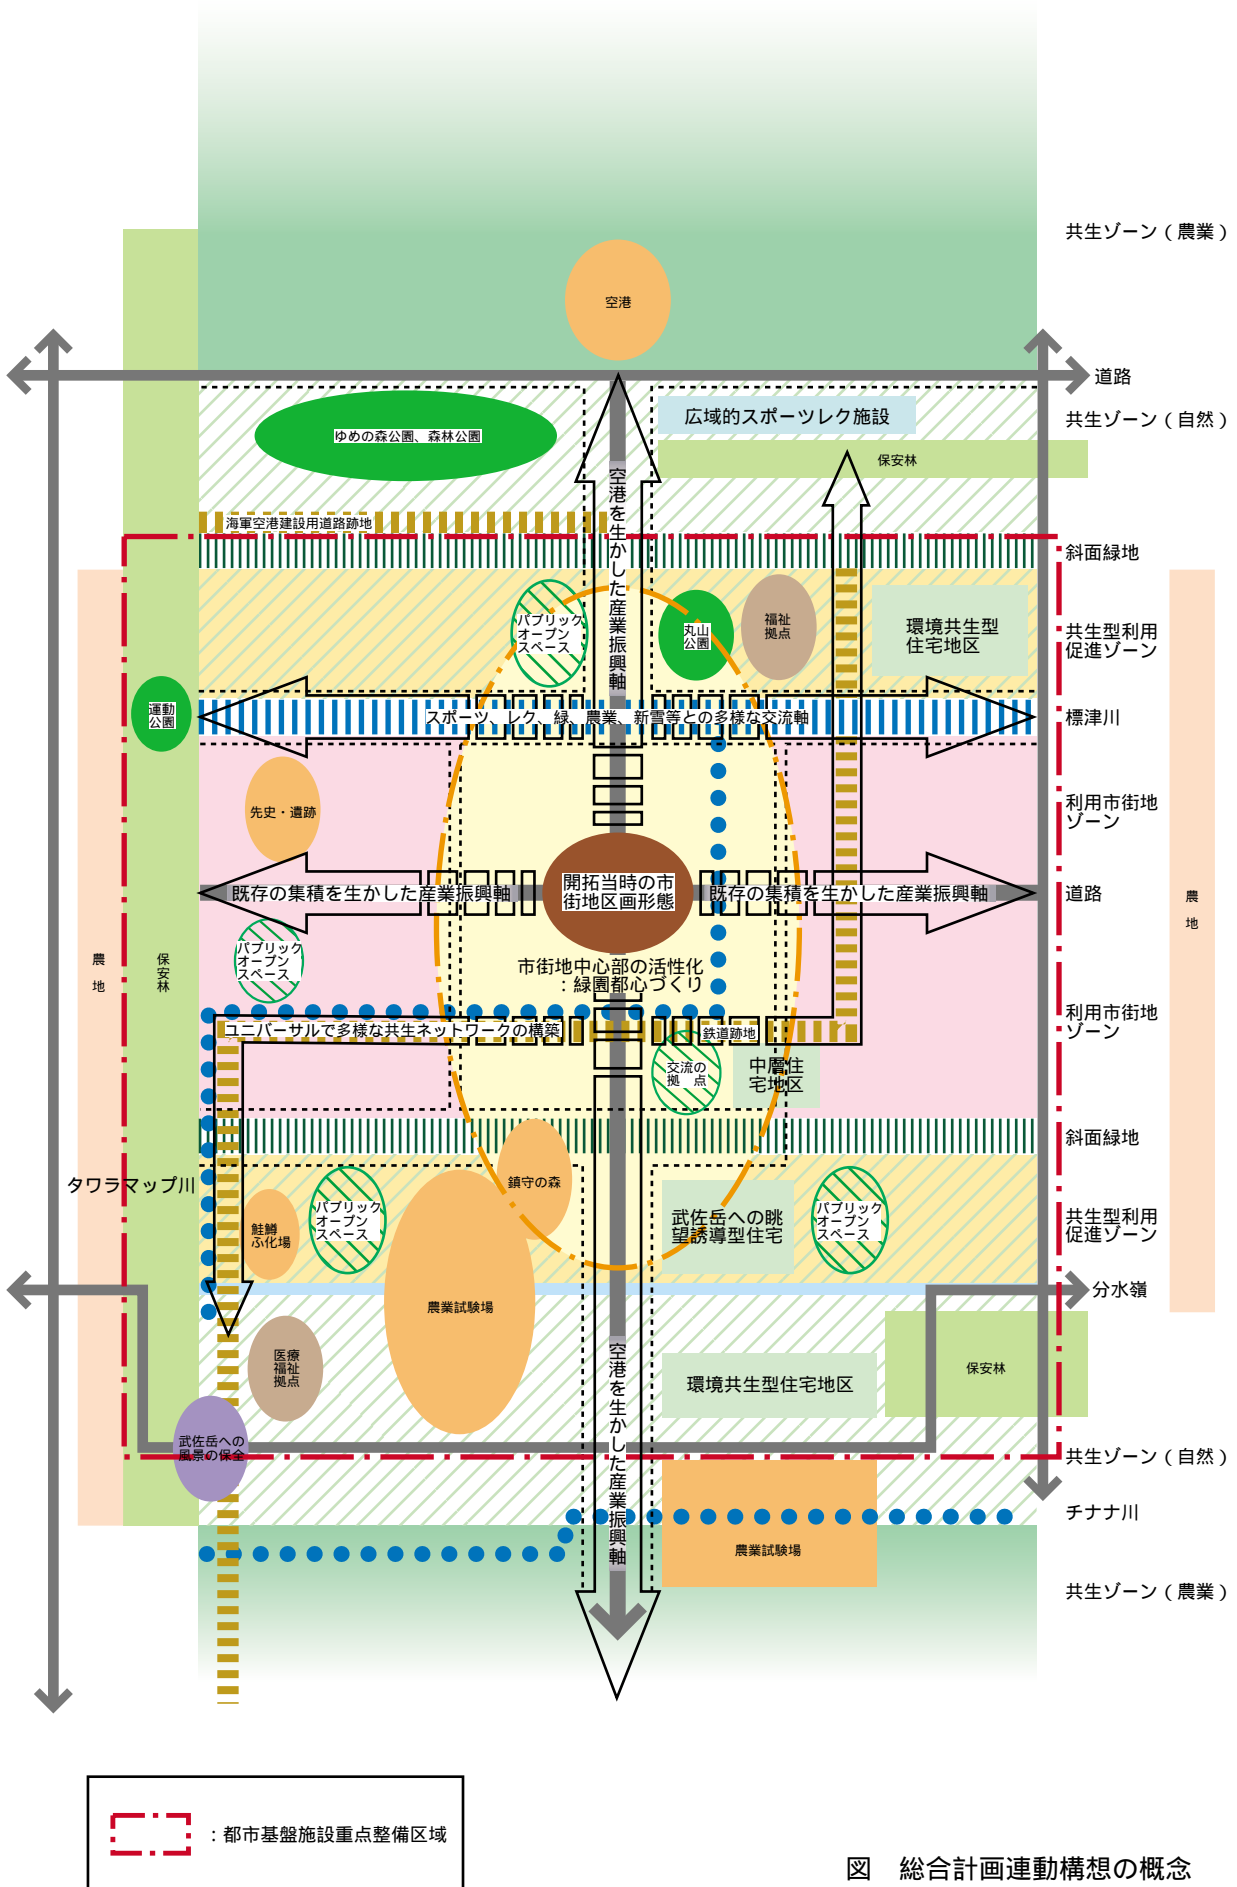 共生ゾーン（農業）
空港
道路
広域的スポーツレク施設
共生ゾーン（自然）
ゆめの森公園、森林公園
保安林
空港を生かした産業振興軸
海軍空港建設用道路跡地
斜面緑地
パブリック
オープン
スペース
丸山
公園
福祉
拠点
環境共生型
住宅地区
共生型利用
促進ゾーン
運動
公園
スポーツ、レク、緑、農業、新雪等との多様な交流軸
標津川
先史・遺跡
利用市街地
ゾーン
既存の集積を生かした産業振興軸
開拓当時の市
街地区画形態
既存の集積を生かした産業振興軸
道路
農地
農地
保安林
パブリック
オープン
スペース
市街地中心部の活性化
：緑園都心づくり
利用市街地
ゾーン
ユニバーサルで多様な共生ネットワークの構築
鉄道跡地
交流の
拠　点
中層住
宅地区
斜面緑地
タワラマップ川
鎮守の森
鮭鱒
ふ化場
パブリック
オープン
スペース
武佐岳への眺
望誘導型住宅
パブリック
オープン
スペース
共生型利用
促進ゾーン
分水嶺
農業試験場
医療
福祉
拠点
空港を生かした産業振興軸
環境共生型住宅地区
保安林
武佐岳への
風景の保全
共生ゾーン（自然）
チナナ川
農業試験場
共生ゾーン（農業）
：都市基盤施設重点整備区域
図　総合計画連動構想の概念